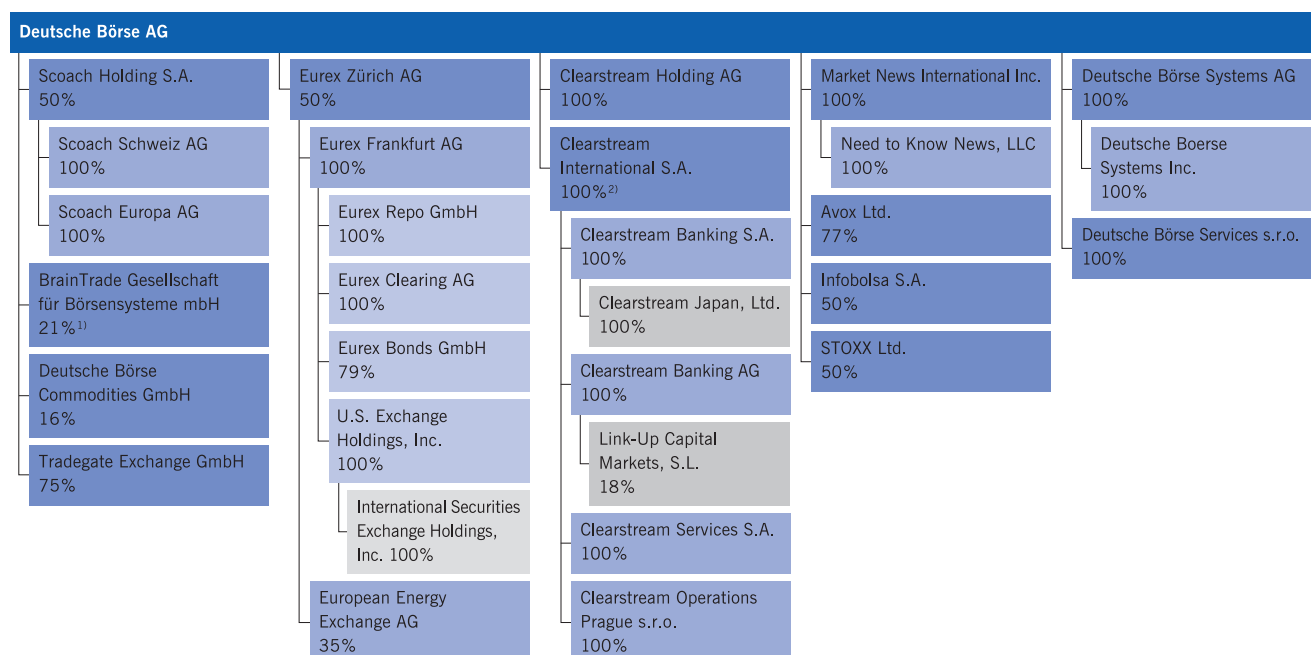 Deutsche Börse AG
Scoach Holding S.A.
50%
Scoach Schweiz AG
100%
Scoach Europa AG
100%
BrainTrade Gesellschaft
für Börsensysteme mbH
21%¹⁾
Deutsche Börse
Commodities GmbH
16%
Tradegate Exchange GmbH
75%
Eurex Zürich AG
50%
Eurex Frankfurt AG
100%
Eurex Repo GmbH
100%
Eurex Clearing AG
100%
Eurex Bonds GmbH
79%
U.S. Exchange
Holdings, Inc.
100%
International Securities
Exchange Holdings,
Inc. 100%
European Energy
Exchange AG
35%
Clearstream Holding AG
100%
Clearstream
International S.A.
100%²⁾
Clearstream Banking S.A.
100%
Clearstream Japan, Ltd.
100%
Clearstream Banking AG
100%
Link-Up Capital
Markets, S.L.
18%
Clearstream Services S.A.
100%
Clearstream Operations
Prague s.r.o.
100%
Market News International Inc.
100%
Need to Know News, LLC
100%
Avox Ltd.
77%
Infobolsa S.A.
50%
STOXX Ltd.
50%
Deutsche Börse Systems AG
100%
Deutsche Boerse
Systems Inc.
100%
Deutsche Börse Services s.r.o.
100%